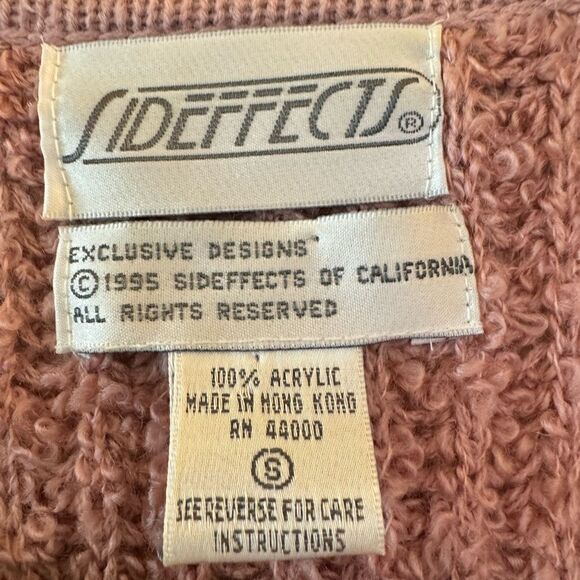 SIDEFFECTS®
EXCLUSIVE DESIGNS
© 1995 SIDEFFECTS OF CALIFORNIA
ALL RIGHTS RESERVED
100% ACRYLIC
MADE IN HONG KONG
RN 44000
S
SEE REVERSE FOR CARE
INSTRUCTIONS